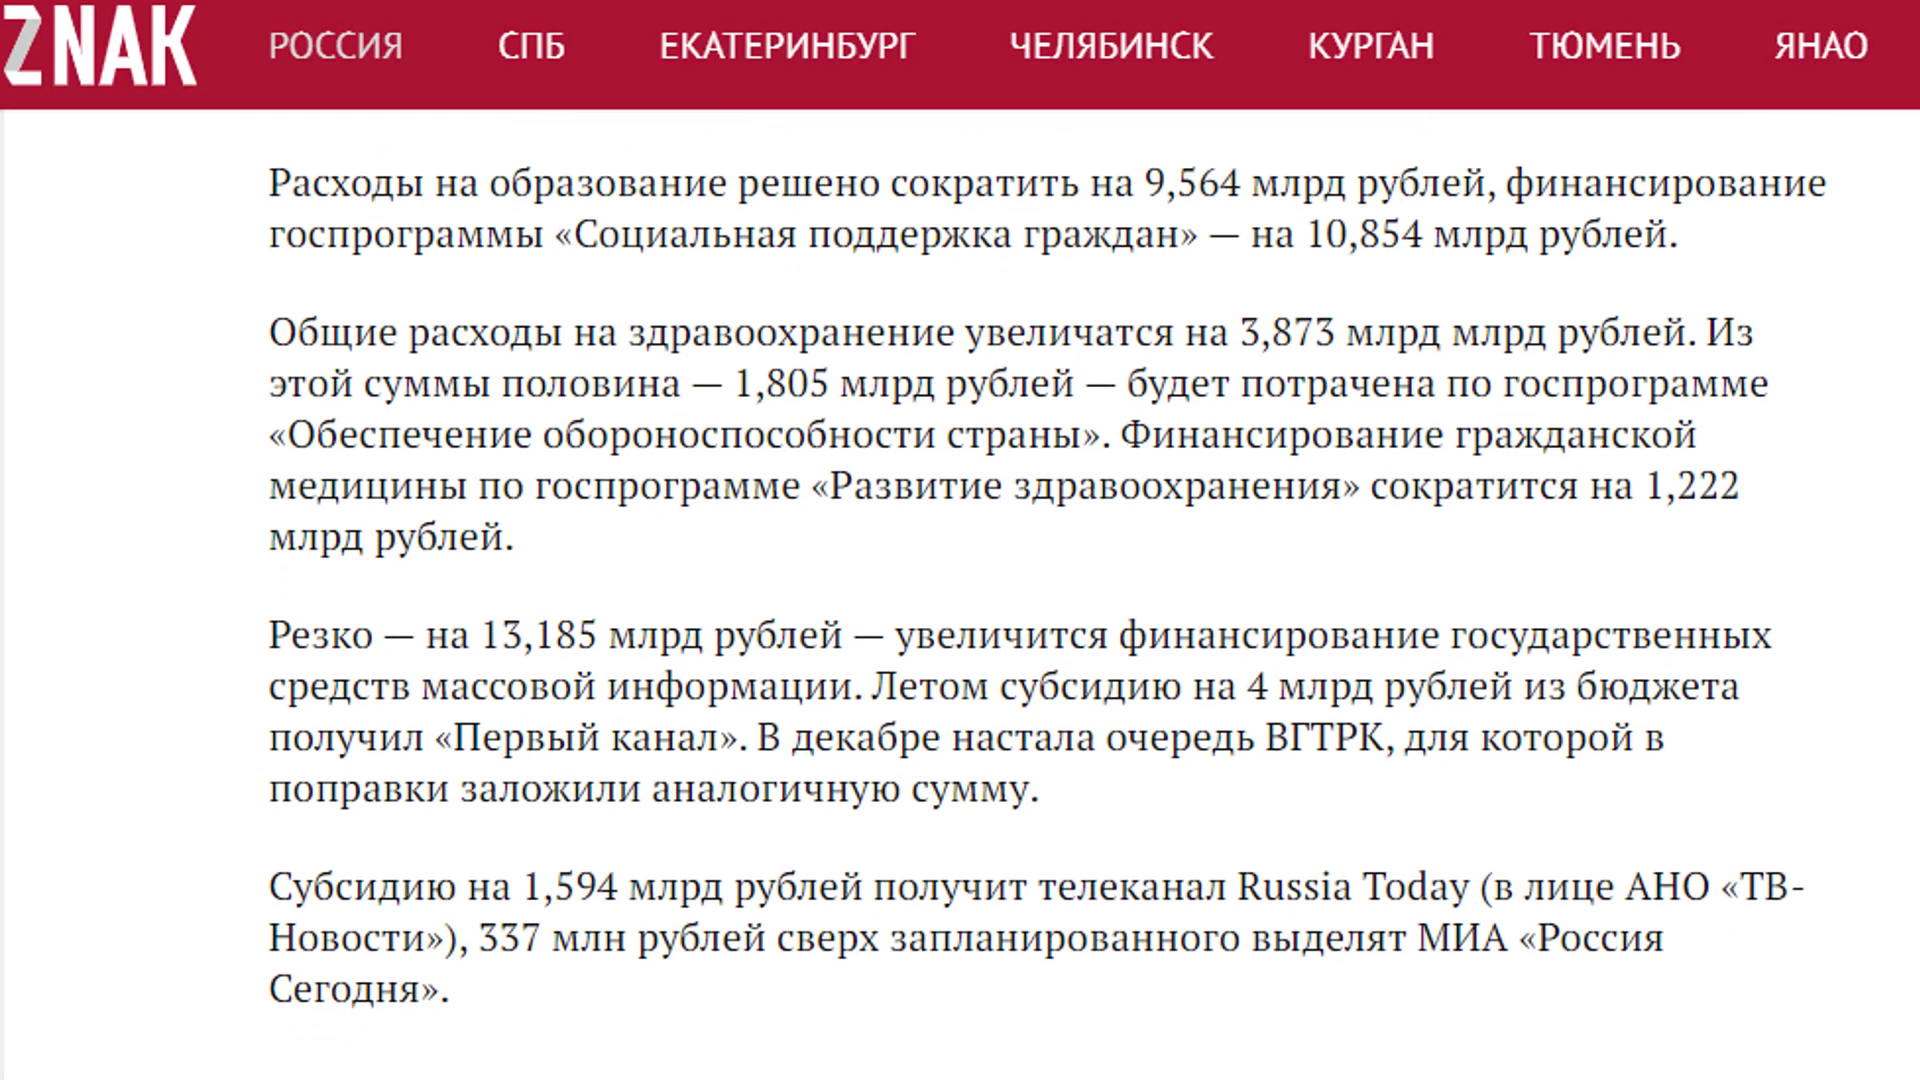 ZNAK РОССИЯ СПБ ЕКАТЕРИНБУРГ ЧЕЛЯБИНСК КУРГАН ТЮМЕНЬ ЯНАО
Расходы на образование решено сократить на 9,564 млрд рублей, финансирование
госпрограммы «Социальная поддержка граждан» — на 10,854 млрд рублей.
Общие расходы на здравоохранение увеличатся на 3,873 млрд млрд рублей. Из
этой суммы половина — 1,805 млрд рублей — будет потрачена по госпрограмме
«Обеспечение обороноспособности страны». Финансирование гражданской
медицины по госпрограмме «Развитие здравоохранения» сократится на 1,222
млрд рублей.
Резко — на 13,185 млрд рублей — увеличится финансирование государственных
средств массовой информации. Летом субсидию на 4 млрд рублей из бюджета
получил «Первый канал». В декабре настала очередь ВГТРК, для которой в
поправки заложили аналогичную сумму.
Субсидию на 1,594 млрд рублей получит телеканал Russia Today (в лице АНО «ТВ-
Новости»), 337 млн рублей сверх запланированного выделят МИА «Россия
Сегодня».